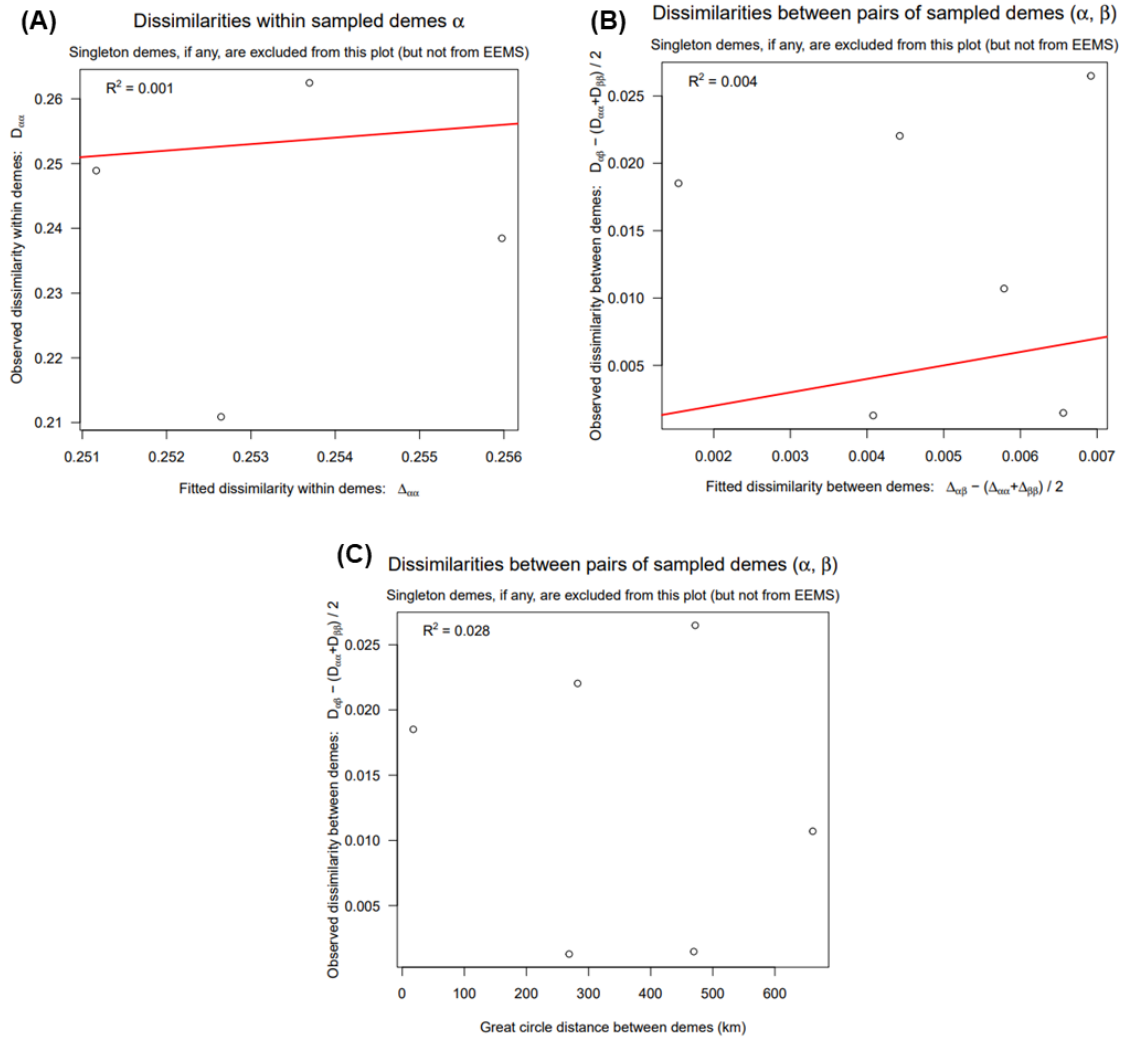 (A)
Dissimilarities within sampled demes α
Singleton demes, if any, are excluded from this plot (but not from EEMS)
R² = 0.001
Observed dissimilarity within demes: Dαα
0.26
0.25
0.24
0.23
0.22
0.21
0.251 0.252 0.253 0.254 0.255 0.256
Fitted dissimilarity within demes: Δαα
(B)
Dissimilarities between pairs of sampled demes (α, β)
Singleton demes, if any, are excluded from this plot (but not from EEMS)
R² = 0.004
Observed dissimilarity between demes: Dαβ − (Dαα+Dββ) / 2
0.025
0.020
0.015
0.010
0.005
0.002 0.003 0.004 0.005 0.006 0.007
Fitted dissimilarity between demes: Δαβ − (Δαα+Δββ) / 2
(C)
Dissimilarities between pairs of sampled demes (α, β)
Singleton demes, if any, are excluded from this plot (but not from EEMS)
R² = 0.028
Observed dissimilarity between demes: Dαβ − (Dαα+Dββ) / 2
0.025
0.020
0.015
0.010
0.005
0 100 200 300 400 500 600
Great circle distance between demes (km)